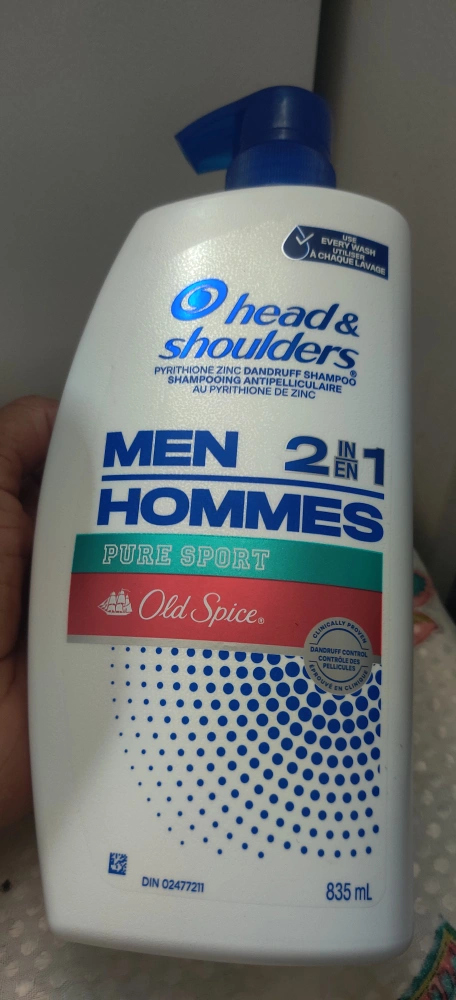 USE
EVERY WASH
UTILISER
À CHAQUE LAVAGE
head &
shoulders®
PYRITHIONE ZINC DANDRUFF SHAMPOO
SHAMPOOING ANTIPELLICULAIRE
AU PYRITHIONE DE ZINC
MEN 2 IN EN 1
HOMMES
PURE SPORT
Old Spice®
CLINICALLY PROVEN
DANDRUFF CONTROL
CONTRÔLE DES
PELLICULES
ÉPROUVÉ EN CLINIQUE
DIN 02477211
835 mL